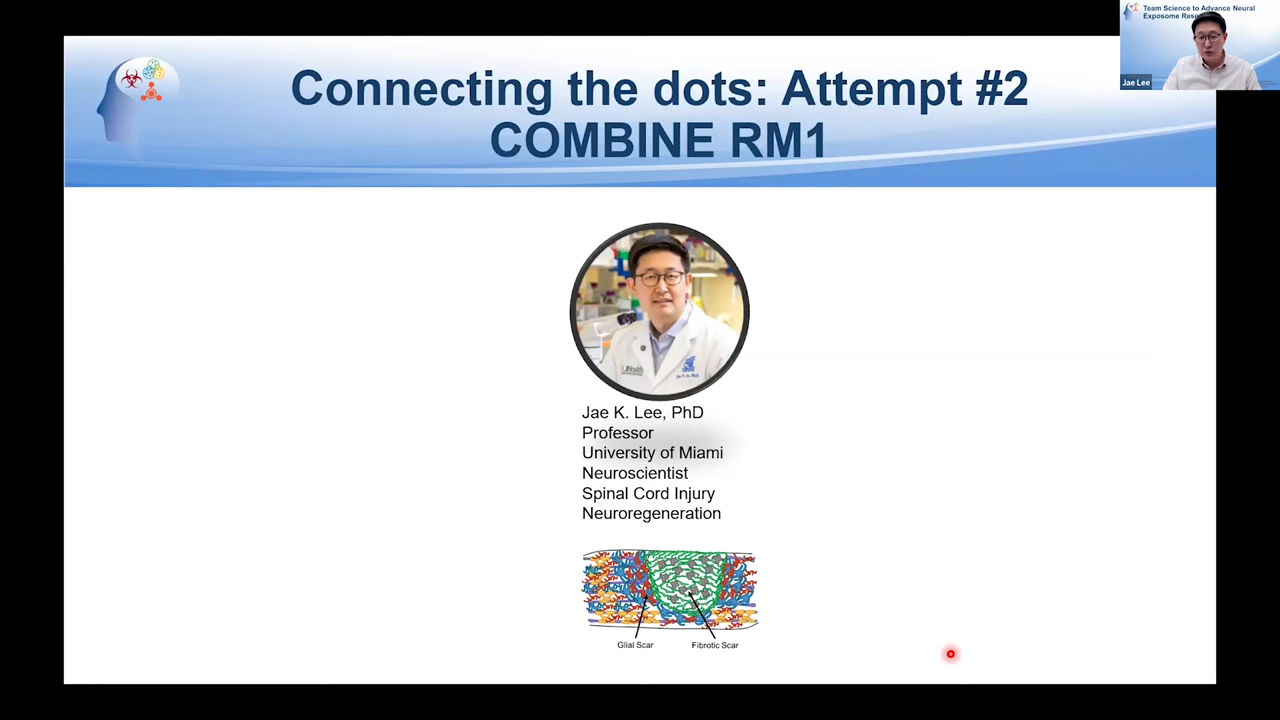 Team Science to Advance Neural
Exposome
Jae Lee
Connecting the dots: Attempt #2
COMBINE RM1
Jae K. Lee, PhD
Professor
University of Miami
Neuroscientist
Spinal Cord Injury
Neuroregeneration
Glial Scar
Fibrotic Scar